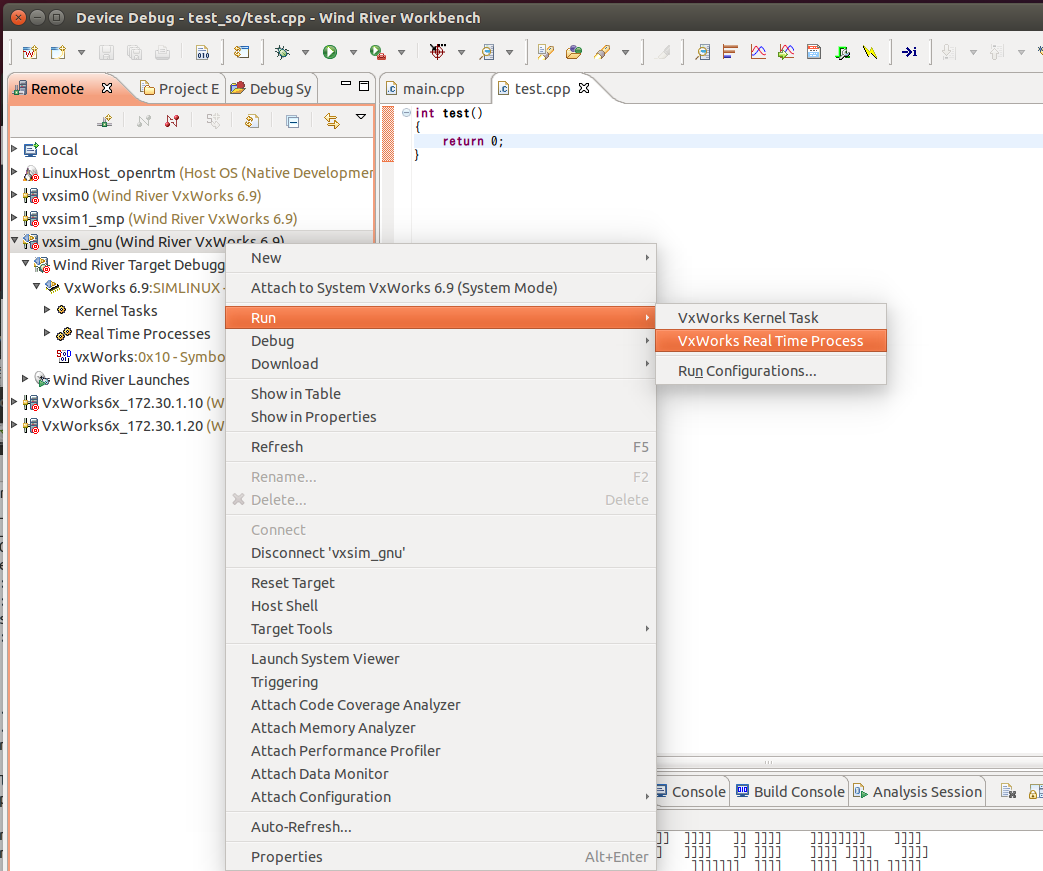 Device Debug - test_so/test.cpp - Wind River Workbench
Remote
Project E
Debug Sy
main.cpp
test.cpp
int test()
{
return 0;
}
Local
LinuxHost_openrtm (Host OS (Native Developmen
vxsim0 (Wind River VxWorks 6.9)
vxsim1_smp (Wind River VxWorks 6.9)
vxsim_gnu (Wind River VxWorks 6.9)
Wind River Target Debugg
VxWorks 6.9:SIMLINUX -
Kernel Tasks
Real Time Processes
vxWorks:0x10 - Symbo
Wind River Launches
VxWorks6x_172.30.1.10 (W
VxWorks6x_172.30.1.20 (W
New
Attach to System VxWorks 6.9 (System Mode)
Run
Debug
Download
Show in Table
Show in Properties
Refresh F5
Rename... F2
Delete... Delete
Connect
Disconnect 'vxsim_gnu'
Reset Target
Host Shell
Target Tools
Launch System Viewer
Triggering
Attach Code Coverage Analyzer
Attach Memory Analyzer
Attach Performance Profiler
Attach Data Monitor
Attach Configuration
Auto-Refresh...
Properties Alt+Enter
VxWorks Kernel Task
VxWorks Real Time Process
Run Configurations...
Console
Build Console
Analysis Session